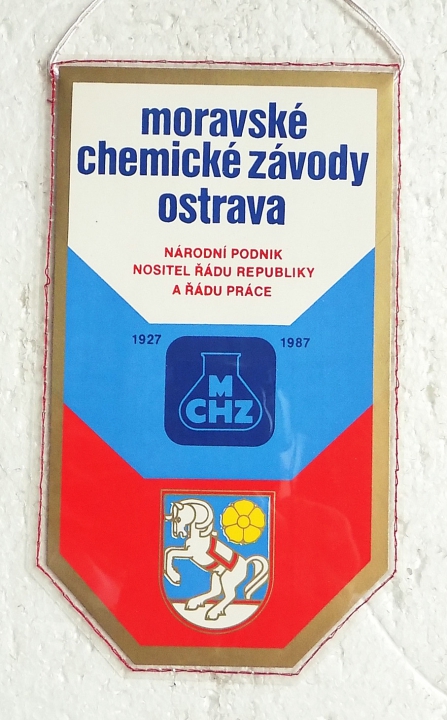 moravské
chemické závody
ostrava
NÁRODNÍ PODNIK
NOSITEL ŘÁDU REPUBLIKY
A ŘÁDU PRÁCE
1927 1987
M
CHZ